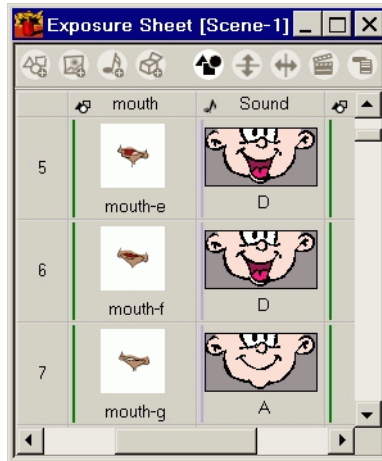 Exposure Sheet [Scene-1]
mouth Sound
5 mouth-e D
6 mouth-f D
7 mouth-g A